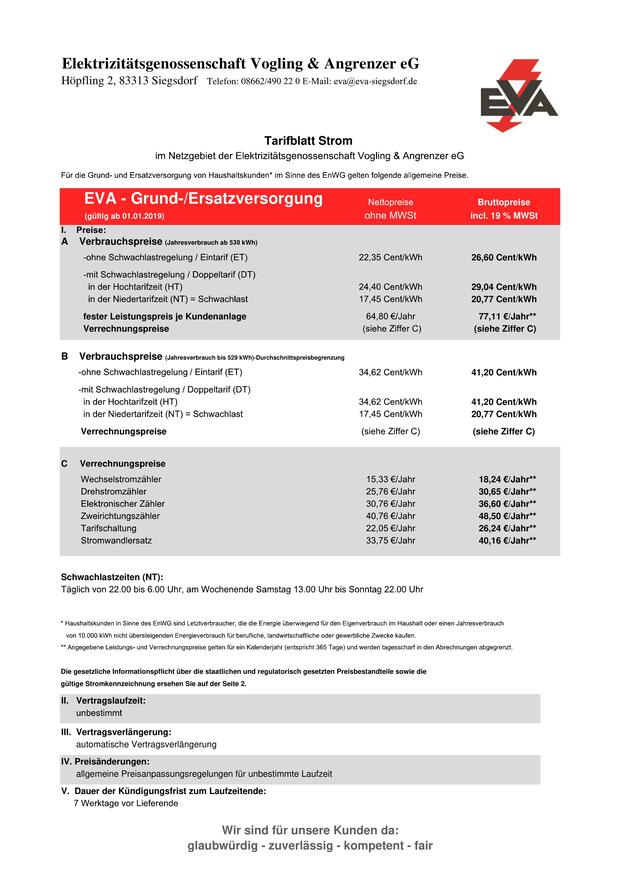 Elektrizitätsgenossenschaft Vogling & Angrenzer eG
Höpfling 2, 83313 Siegsdorf Telefon: 08662/490 22 0 E-Mail: eva@eva-siegsdorf.de
EVA
Tarifblatt Strom
im Netzgebiet der Elektrizitätsgenossenschaft Vogling & Angrenzer eG
Für die Grund- und Ersatzversorgung von Haushaltskunden* im Sinne des EnWG gelten folgende allgemeine Preise.
EVA - Grund-/Ersatzversorgung Nettopreise Bruttopreise
(gültig ab 01.01.2019) ohne MWSt incl. 19 % MWSt
I. Preise:
A Verbrauchspreise (Jahresverbrauch ab 530 kWh)
-ohne Schwachlastregelung / Eintarif (ET) 22,35 Cent/kWh 26,60 Cent/kWh
-mit Schwachlastregelung / Doppeltarif (DT)
in der Hochtarifzeit (HT) 24,40 Cent/kWh 29,04 Cent/kWh
in der Niedertarifzeit (NT) = Schwachlast 17,45 Cent/kWh 20,77 Cent/kWh
fester Leistungspreis je Kundenanlage 64,80 €/Jahr 77,11 €/Jahr**
Verrechnungspreise (siehe Ziffer C) (siehe Ziffer C)
B Verbrauchspreise (Jahresverbrauch bis 529 kWh)-Durchschnittspreisbegrenzung
-ohne Schwachlastregelung / Eintarif (ET) 34,62 Cent/kWh 41,20 Cent/kWh
-mit Schwachlastregelung / Doppeltarif (DT)
in der Hochtarifzeit (HT) 34,62 Cent/kWh 41,20 Cent/kWh
in der Niedertarifzeit (NT) = Schwachlast 17,45 Cent/kWh 20,77 Cent/kWh
Verrechnungspreise (siehe Ziffer C) (siehe Ziffer C)
C Verrechnungspreise
Wechselstromzähler 15,33 €/Jahr 18,24 €/Jahr**
Drehstromzähler 25,76 €/Jahr 30,65 €/Jahr**
Elektronischer Zähler 30,76 €/Jahr 36,60 €/Jahr**
Zweirichtungszähler 40,76 €/Jahr 48,50 €/Jahr**
Tarifschaltung 22,05 €/Jahr 26,24 €/Jahr**
Stromwandlersatz 33,75 €/Jahr 40,16 €/Jahr**
Schwachlastzeiten (NT):
Täglich von 22.00 bis 6.00 Uhr, am Wochenende Samstag 13.00 Uhr bis Sonntag 22.00 Uhr
* Haushaltskunden in Sinne des EnWG sind Letztverbraucher, die die Energie überwiegend für den Eigenverbrauch im Haushalt oder einen Jahresverbrauch
von 10.000 kWh nicht übersteigenden Energieverbrauch für berufliche, landwirtschaftliche oder gewerbliche Zwecke kaufen.
** Angegebene Leistungs- und Verrechnungspreise gelten für ein Kalenderjahr (entspricht 365 Tage) und werden tagesscharf in den Abrechnungen abgegrenzt.
Die gesetzliche Informationspflicht über die staatlichen und regulatorisch gesetzten Preisbestandteile sowie die
gültige Stromkennzeichnung ersehen Sie auf der Seite 2.
II. Vertragslaufzeit:
unbestimmt
III. Vertragsverlängerung:
automatische Vertragsverlängerung
IV. Preisänderungen:
allgemeine Preisanpassungsregelungen für unbestimmte Laufzeit
V. Dauer der Kündigungsfrist zum Laufzeitende:
7 Werktage vor Lieferende
Wir sind für unsere Kunden da:
glaubwürdig - zuverlässig - kompetent - fair